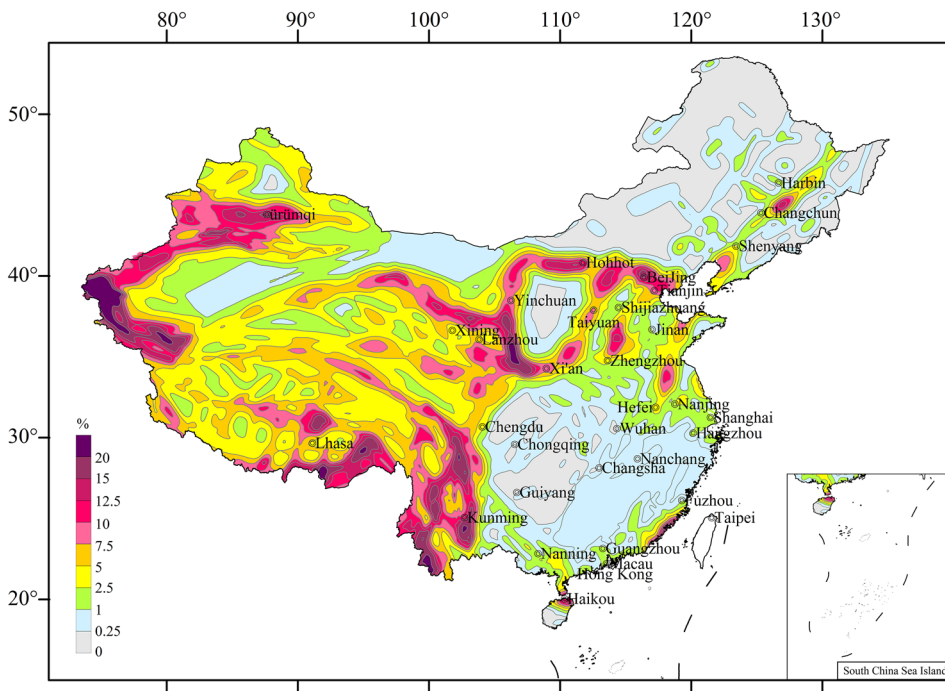 80° 90° 100° 110° 120° 130°
50°
Harbin
Changchun
ürümqi
Shenyang
40°
Hohhot
BeiJing
Tianjin
Yinchuan
Shijiazhuang
Taiyuan
Xining
Jinan
Lanzhou
Zhengzhou
Xi'an
Hefei
Nanjing
Shanghai
%
30°
Chengdu
Wuhan
Hangzhou
Lhasa
Chongqing
Nanchang
Changsha
20
15
Guiyang
Fuzhou
12.5
Kunming
Taipei
10
7.5
Nanning
Guangzhou
5
Macau
Hong Kong
2.5
20°
Haikou
1
0.25
0
South China Sea Island